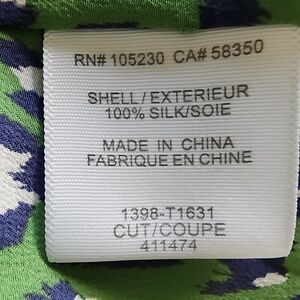 RN# 105230 CA# 58350
SHELL/EXTERIEUR
100% SILK/SOIE
MADE IN CHINA
FABRIQUE EN CHINE
1398-T1631
CUT/COUPE
411474